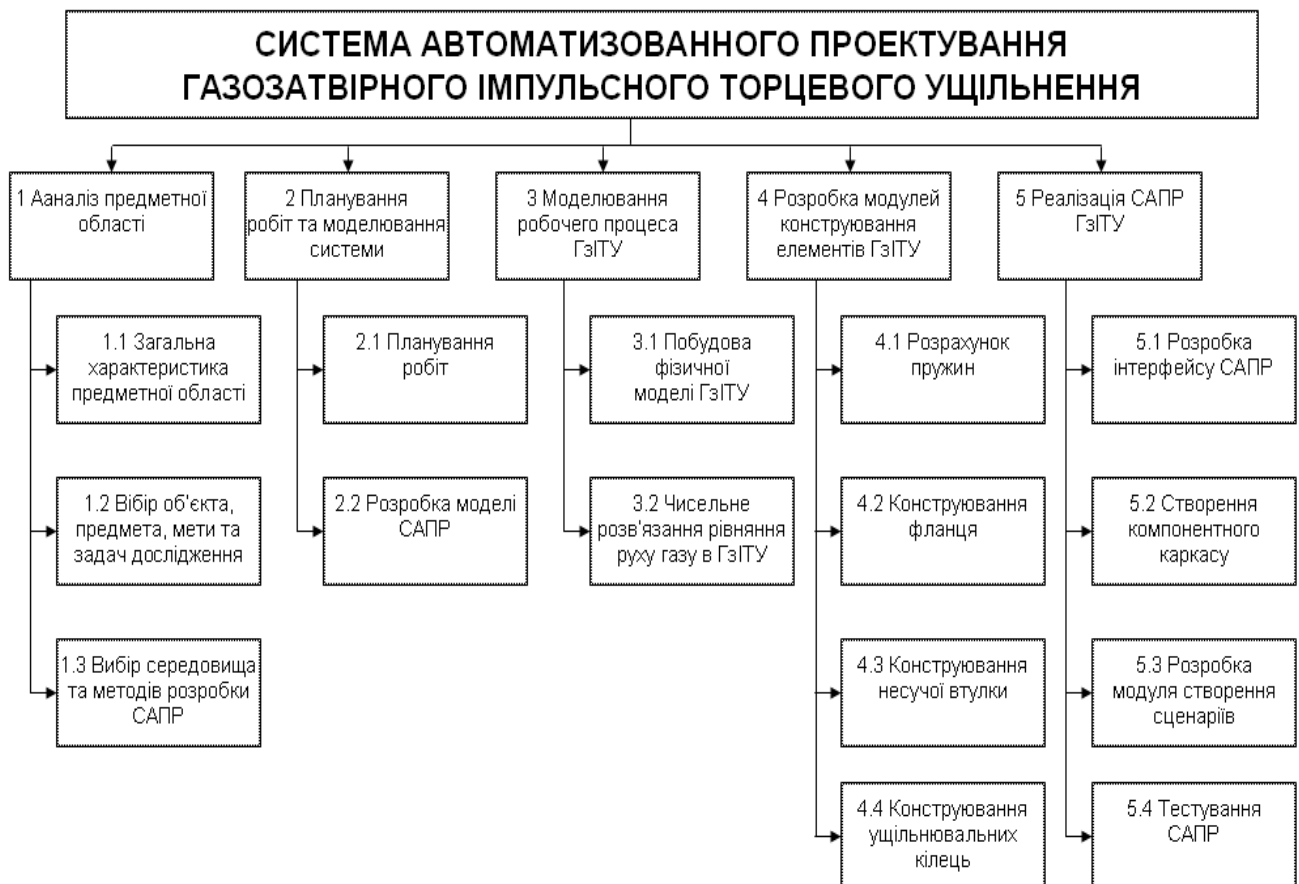 СИСТЕМА АВТОМАТИЗОВАННОГО ПРОЕКТУВАННЯ
ГАЗОЗАТВІРНОГО ІМПУЛЬСНОГО ТОРЦЕВОГО УЩІЛЬНЕННЯ
1 Ааналіз предметної
області
2 Планування
робіт та моделювання
системи
3 Моделювання
робочого процеса
ГзІТУ
4 Розробка модулей
конструювання
елементів ГзІТУ
5 Реалізація САПР
ГзІТУ
1.1 Загальна
характеристика
предметної області
2.1 Планування
робіт
3.1 Побудова
фізичної
моделі ГзІТУ
4.1 Розрахунок
пружин
5.1 Розробка
інтерфейсу САПР
1.2 Вібір об'єкта,
предмета, мети та
задач дослідження
2.2 Розробка моделі
САПР
3.2 Чисельне
розв'язання рівняння
руху газу в ГзІТУ
4.2 Конструювання
фланця
5.2 Створення
компонентного
каркасу
1.3 Вибір середовища
та методів розробки
САПР
4.3 Конструювання
несучої втулки
5.3 Розробка
модуля створення
сценаріїв
4.4 Конструювання
ущільнювальних
кілець
5.4 Тестування
САПР